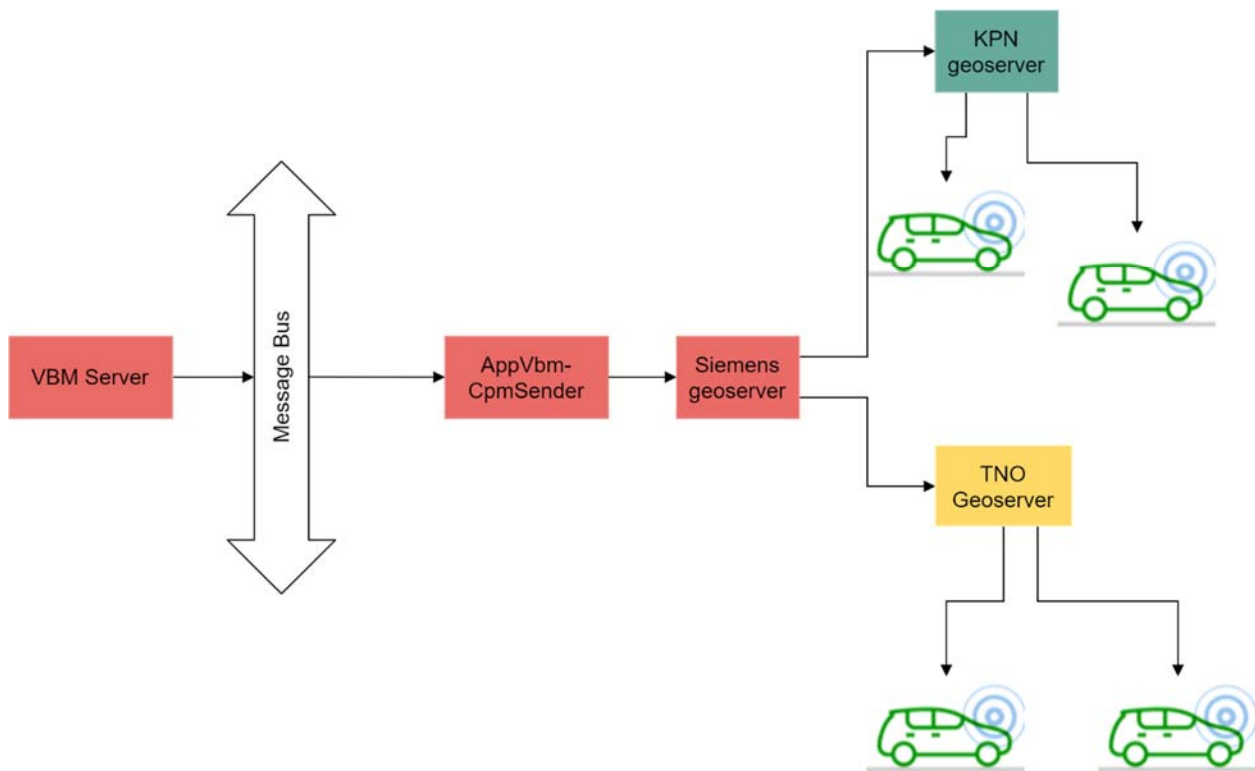 KPN
geoserver
VBM Server
Message Bus
AppVbm-
CpmSender
Siemens
geoserver
TNO
Geoserver